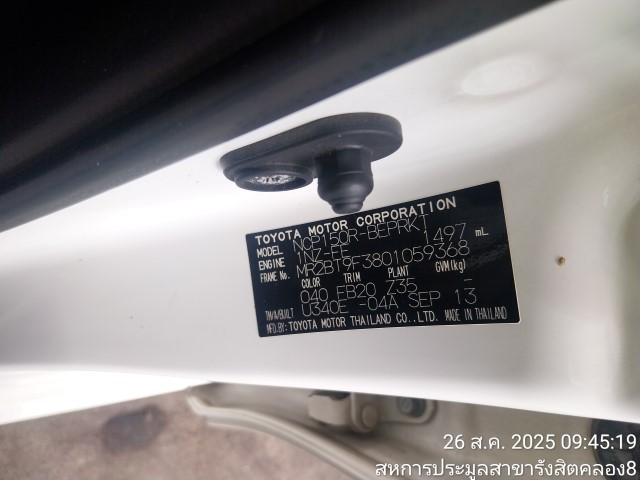 TOYOTA MOTOR CORPORATION
MODEL NCP150R-BEPRKT
ENGINE 1NZ-FE 1497 mL
FRAME No. MR2BT9F3801059368
COLOR TRIM PLANT GVM(kg)
040 FB20 Z35 -
TM/A/BUILT U340E -04A SEP 13
MFD.BY:TOYOTA MOTOR THAILAND CO.,LTD. MADE IN THAILAND
26 ส.ค. 2025 09:45:19
สหการประมูลสาขารังสิตคลอง8